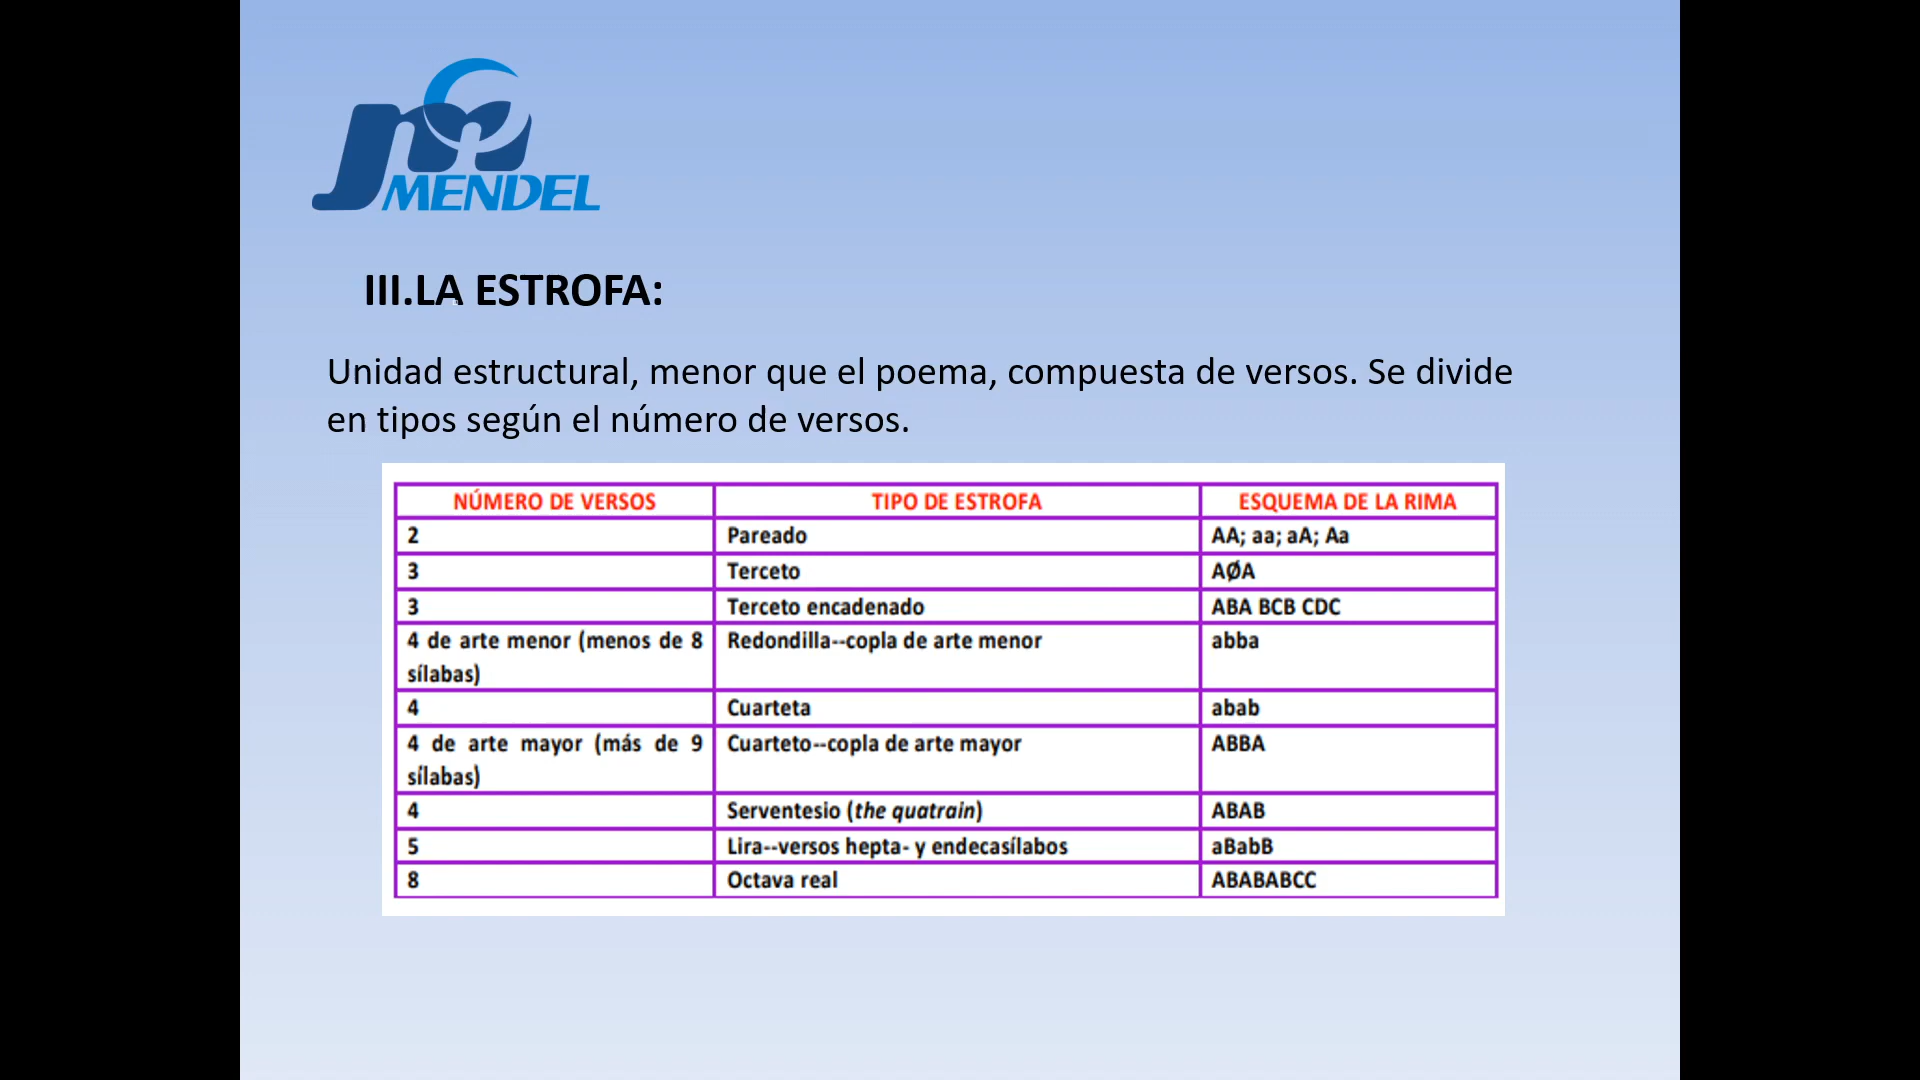 MENDEL
III.LA ESTROFA:
Unidad estructural, menor que el poema, compuesta de versos. Se divide
en tipos según el número de versos.
NÚMERO DE VERSOS TIPO DE ESTROFA ESQUEMA DE LA RIMA
2 Pareado AA; aa; aA; Aa
3 Terceto AØA
3 Terceto encadenado ABA BCB CDC
4 de arte menor (menos de 8 Redondilla--copla de arte menor abba
sílabas)
4 Cuarteta abab
4 de arte mayor (más de 9 Cuarteto--copla de arte mayor ABBA
sílabas)
4 Serventesio (the quatrain) ABAB
5 Lira--versos hepta- y endecasílabos aBabB
8 Octava real ABABABCC